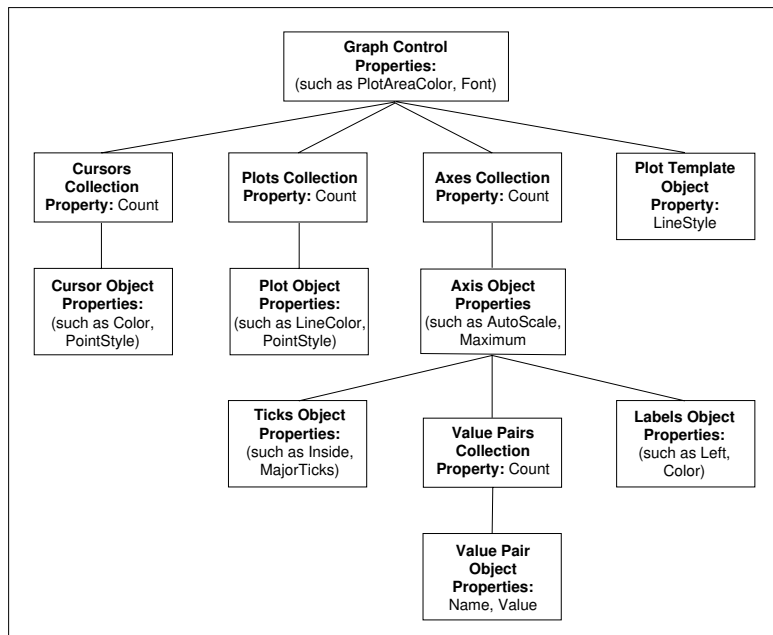 Graph Control
Properties:
(such as PlotAreaColor, Font)
Cursors
Collection
Property: Count
Plots Collection
Property: Count
Axes Collection
Property: Count
Plot Template
Object
Property:
LineStyle
Cursor Object
Properties:
(such as Color,
PointStyle)
Plot Object
Properties:
(such as LineColor,
PointStyle)
Axis Object
Properties
(such as AutoScale,
Maximum
Ticks Object
Properties:
(such as Inside,
MajorTicks)
Value Pairs
Collection
Property: Count
Labels Object
Properties:
(such as Left,
Color)
Value Pair
Object
Properties:
Name, Value